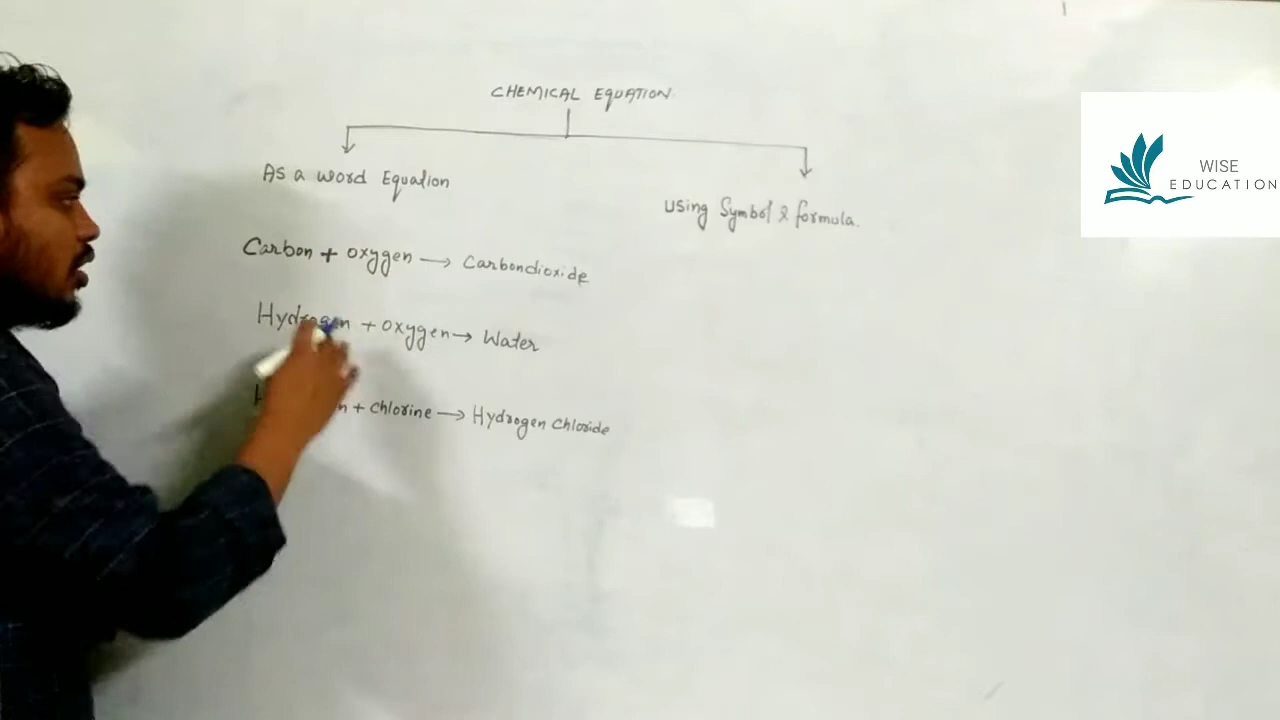 CHEMICAL EQUATION
As a word Equation
using Symbol & formula.
Carbon + oxygen → Carbondioxide
Hydrogen + oxygen → Water
+ chlorine → Hydrogen chloride
WISE
EDUCATION